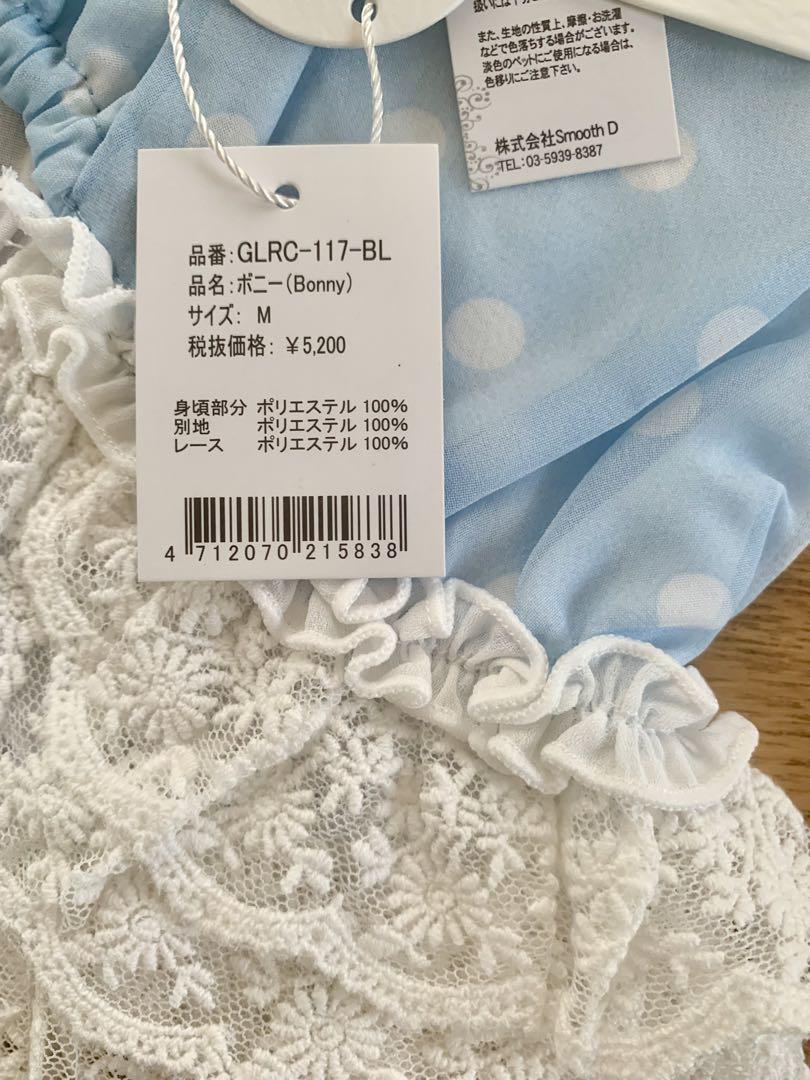 また、生地の性質上、摩擦・お洗濯
などで色落ちする場合がございます。
淡色のペットにご使用になる場合は、
色移りにご注意下さい。
株式会社Smooth D
TEL:03-5939-8387
品番:GLRC-117-BL
品名:ボニー(Bonny)
サイズ: M
税抜価格: ¥5,200
身頃部分 ポリエステル 100%
別地 ポリエステル 100%
レース ポリエステル 100%
4 712070 215838